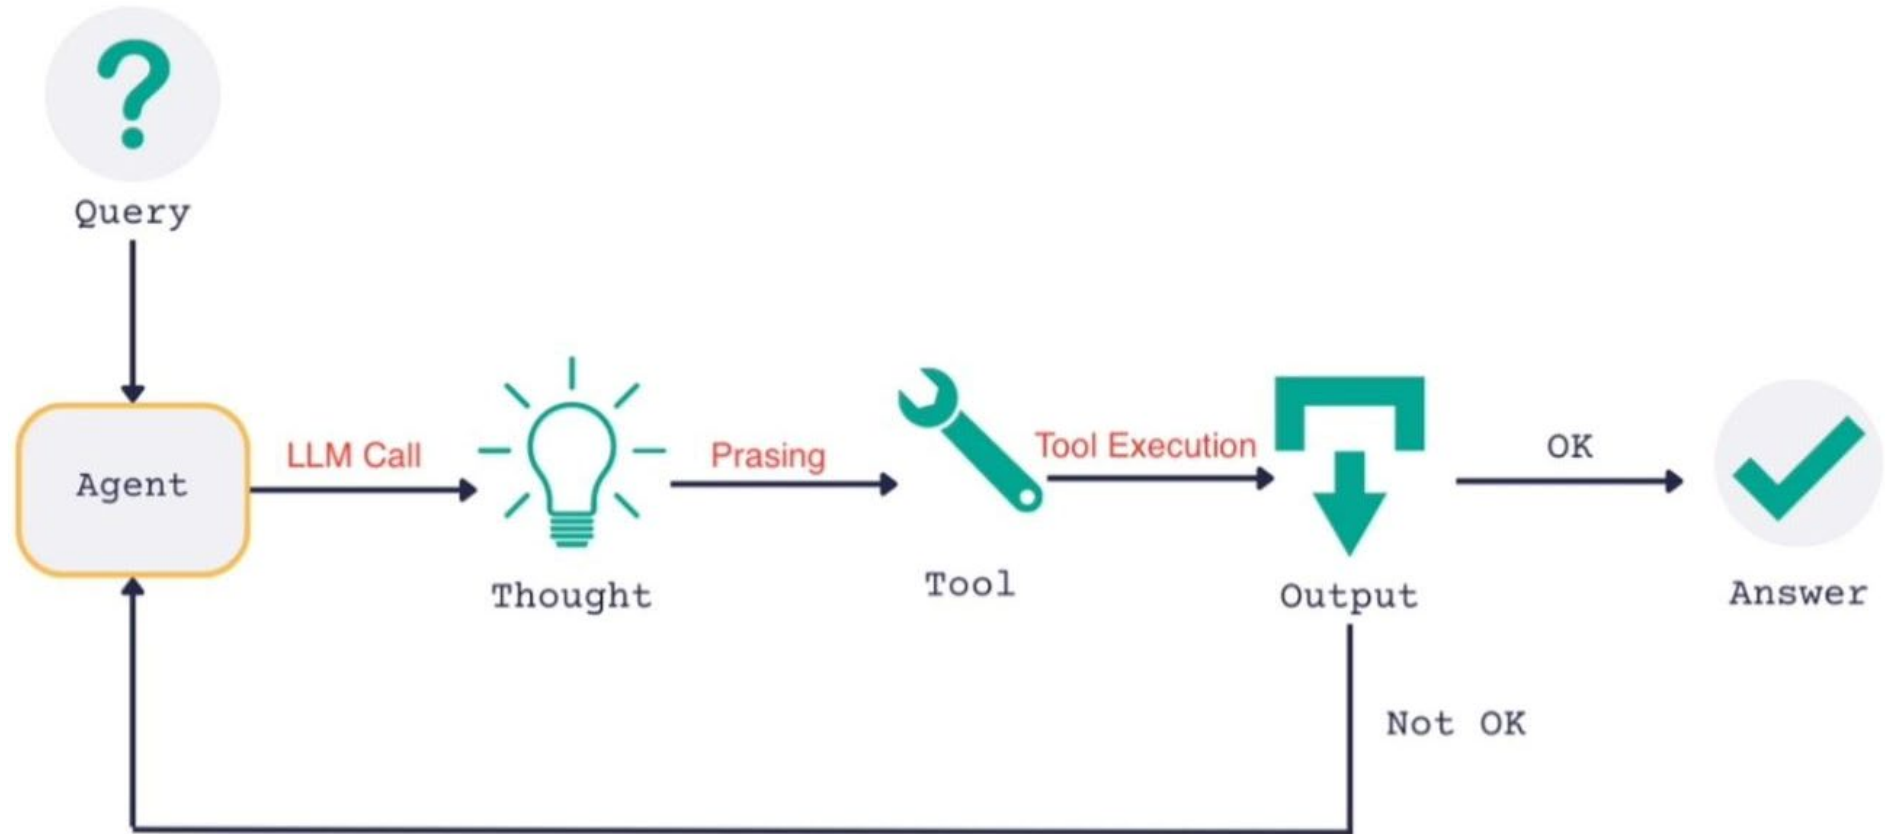 Query
Agent
LLM Call
Thought
Prasing
Tool
Tool Execution
Output
OK
Answer
Not OK